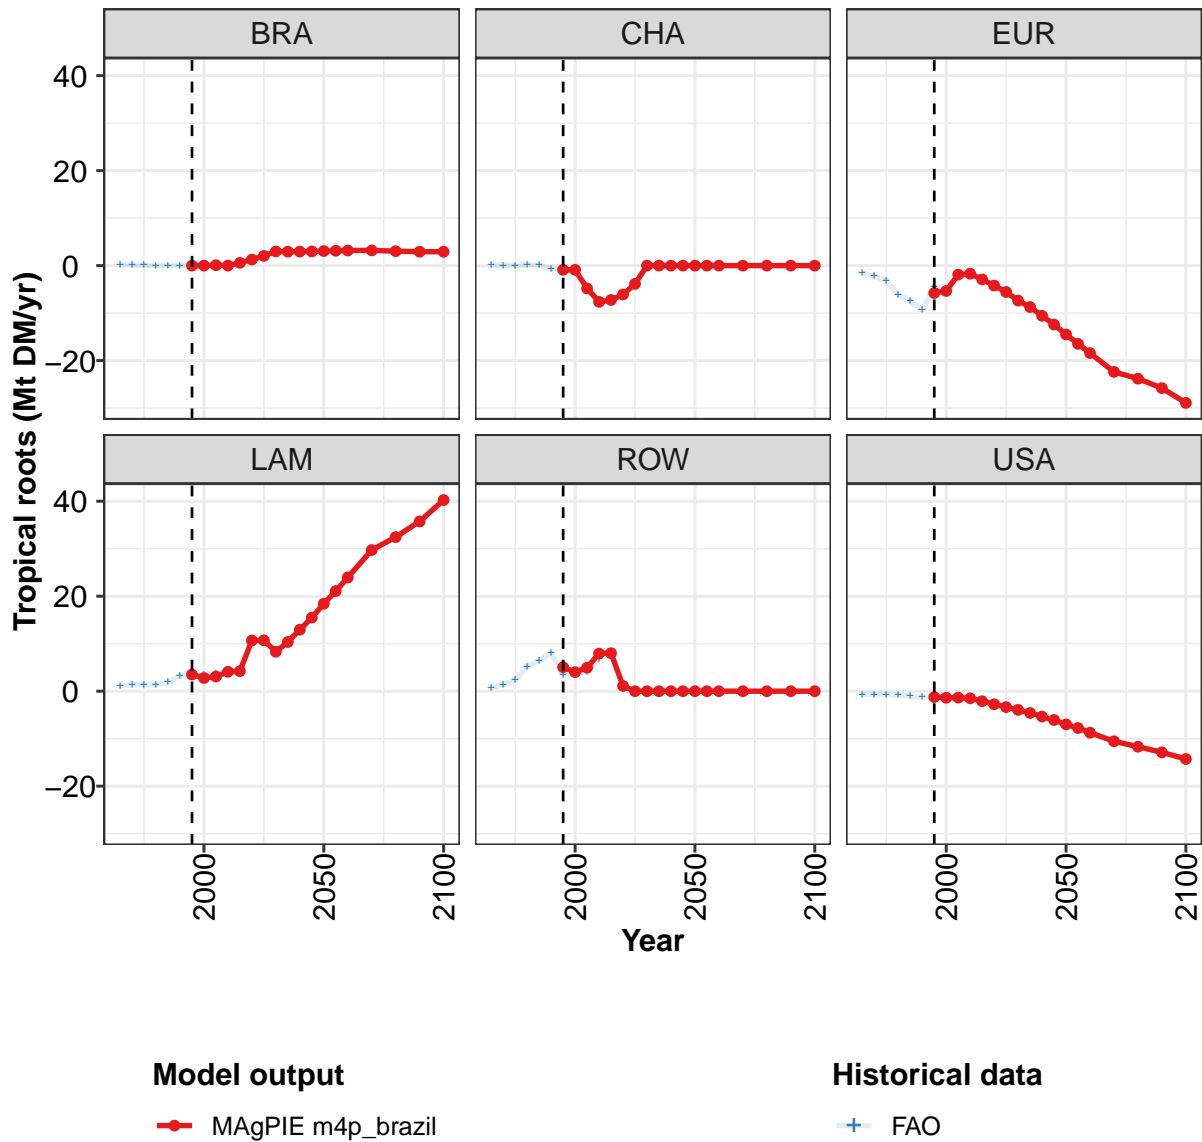 BRA CHA EUR
40
20
0
−20
LAM ROW USA
40
20
0
−20
Tropical roots (Mt DM/yr)
2000 2050 2100 2000 2050 2100 2000 2050 2100
Year
Model output Historical data
MAgPIE m4p_brazil FAO